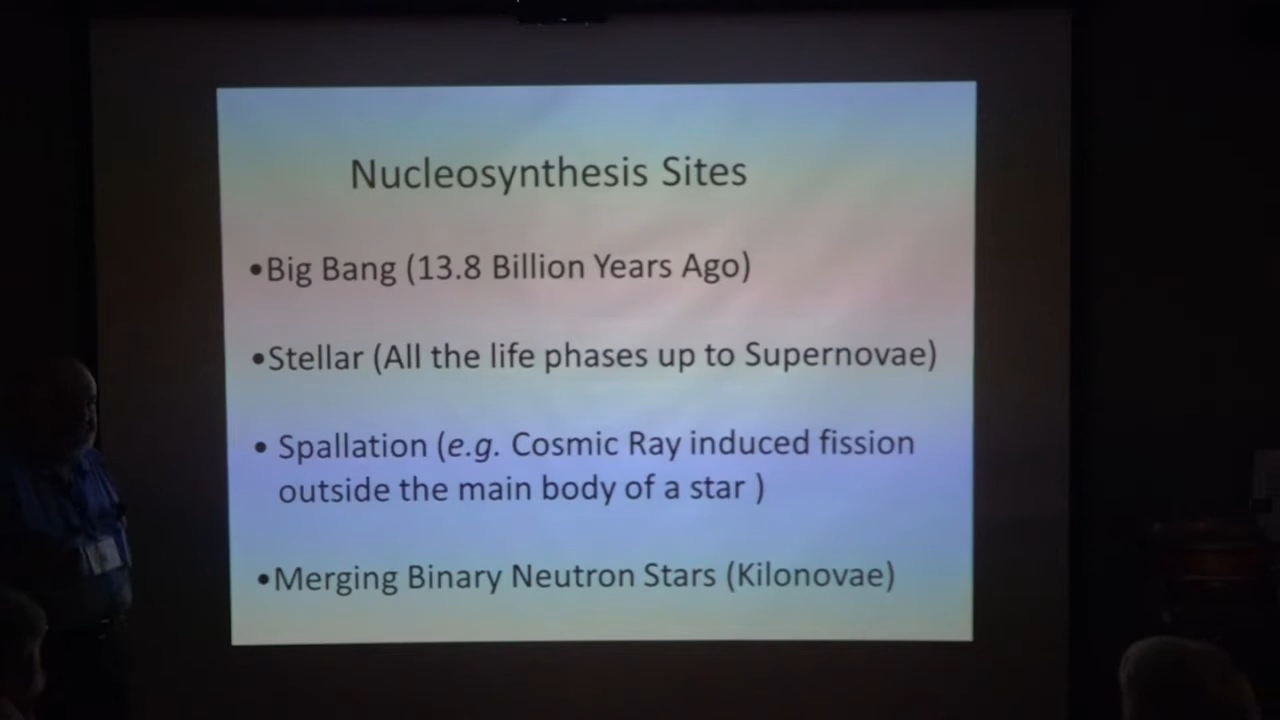 Nucleosynthesis Sites
•Big Bang (13.8 Billion Years Ago)
•Stellar (All the life phases up to Supernovae)
• Spallation (e.g. Cosmic Ray induced fission
outside the main body of a star )
•Merging Binary Neutron Stars (Kilonovae)